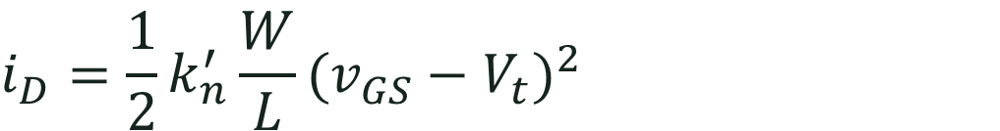 i_D = \frac{1}{2} k'_n \frac{W}{L} (v_{GS} − V_t)^2